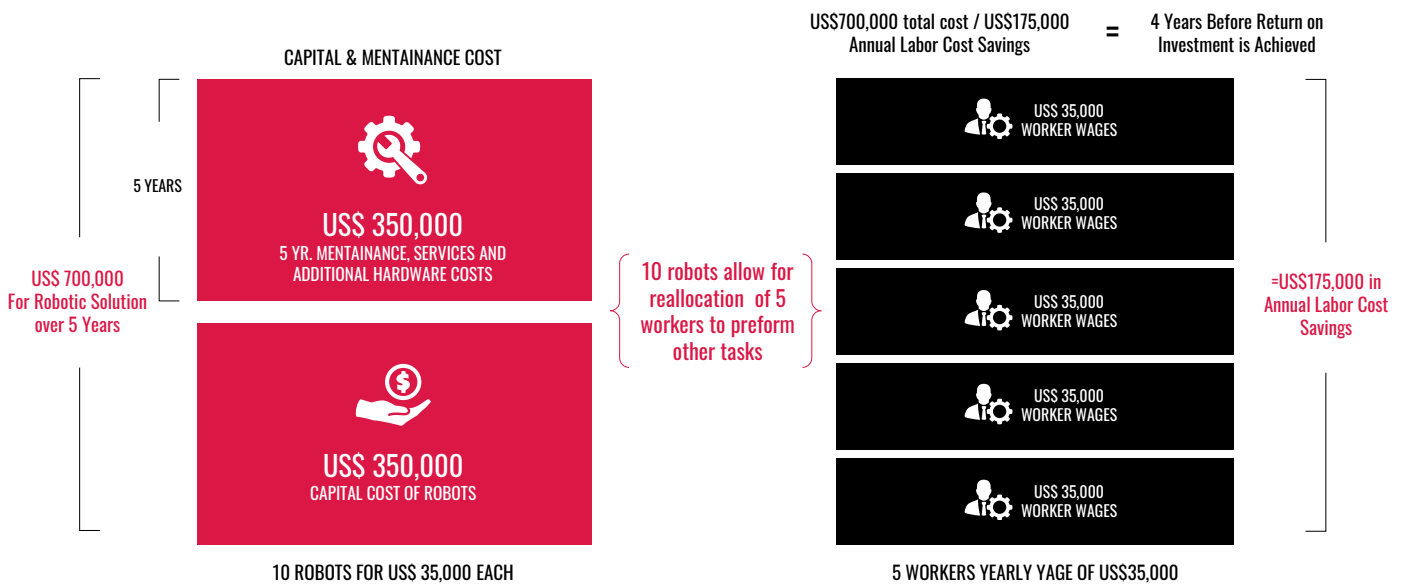 US$700,000 total cost / US$175,000
Annual Labor Cost Savings
=
4 Years Before Return on
Investment is Achieved
CAPITAL & MENTAINANCE COST
US$ 700,000
For Robotic Solution
over 5 Years
5 YEARS
US$ 350,000
5 YR. MENTAINANCE, SERVICES AND
ADDITIONAL HARDWARE COSTS
$
US$ 350,000
CAPITAL COST OF ROBOTS
10 ROBOTS FOR US$ 35,000 EACH
10 robots allow for
reallocation of 5
workers to preform
other tasks
US$ 35,000
WORKER WAGES
US$ 35,000
WORKER WAGES
US$ 35,000
WORKER WAGES
US$ 35,000
WORKER WAGES
US$ 35,000
WORKER WAGES
5 WORKERS YEARLY YAGE OF US$35,000
=US$175,000 in
Annual Labor Cost
Savings